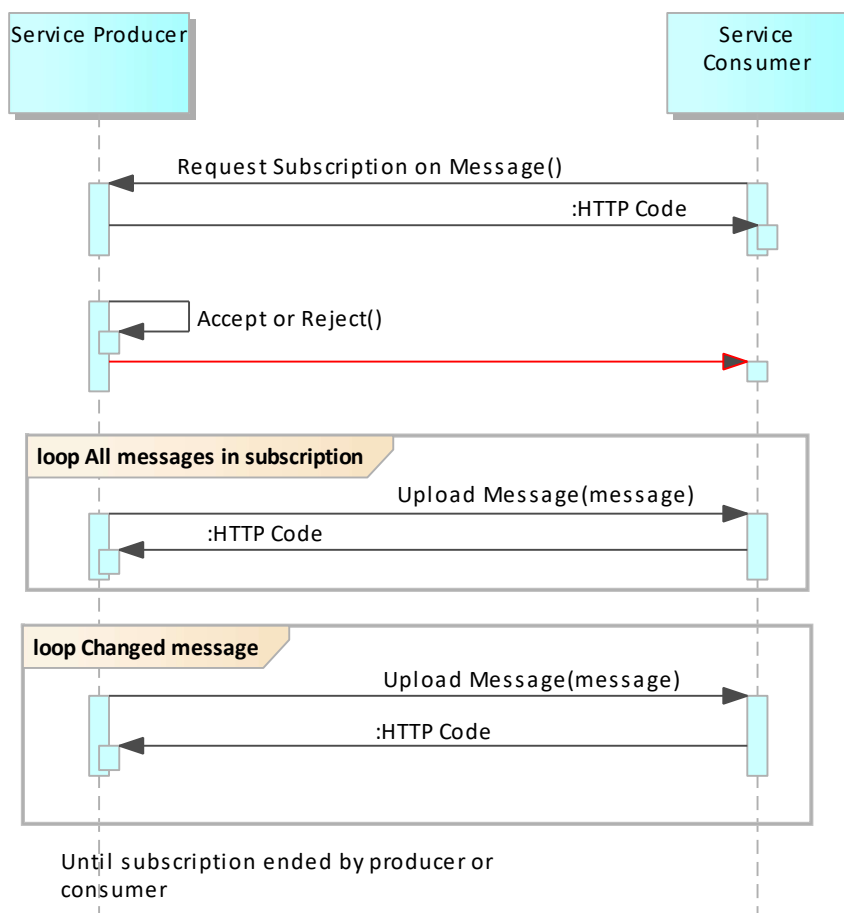 Service Producer
Service
Consumer
Request Subscription on Message()
:HTTP Code
Accept or Reject()
loop All messages in subscription
Upload Message(message)
:HTTP Code
loop Changed message
Upload Message(message)
:HTTP Code
Until subscription ended by producer or
consumer